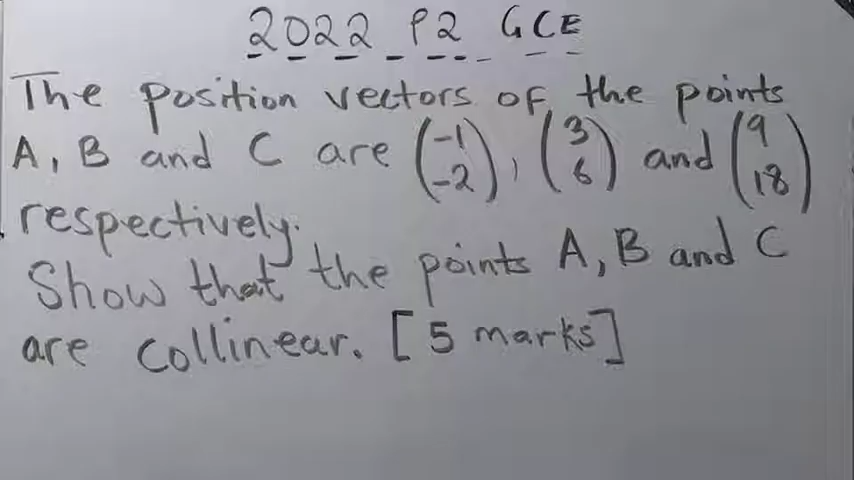 2022 P2 GCE
The position vectors of the points
A, B and C are (-1 -2), (3 6) and (9 18)
respectively.
Show that the points A, B and C
are collinear. [5 marks]